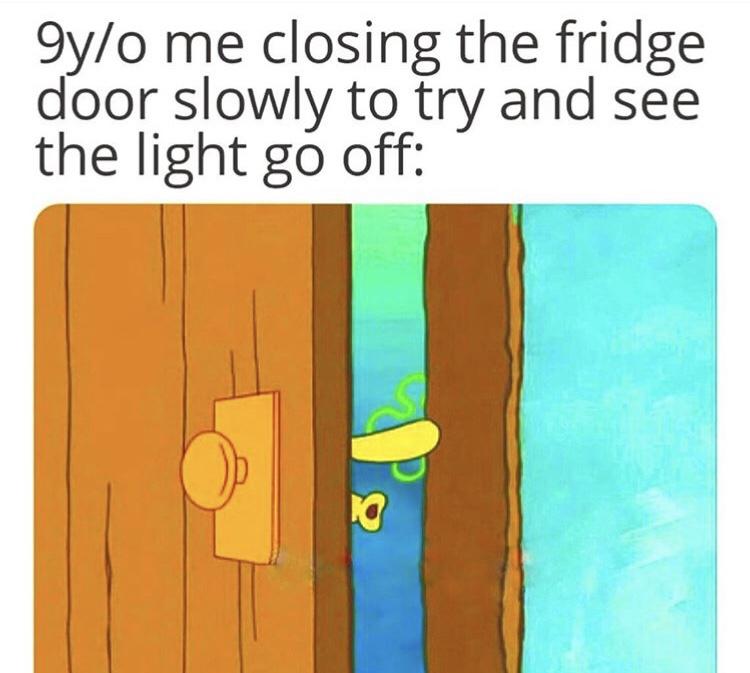 9y/o me closing the fridge
door slowly to try and see
the light go off: